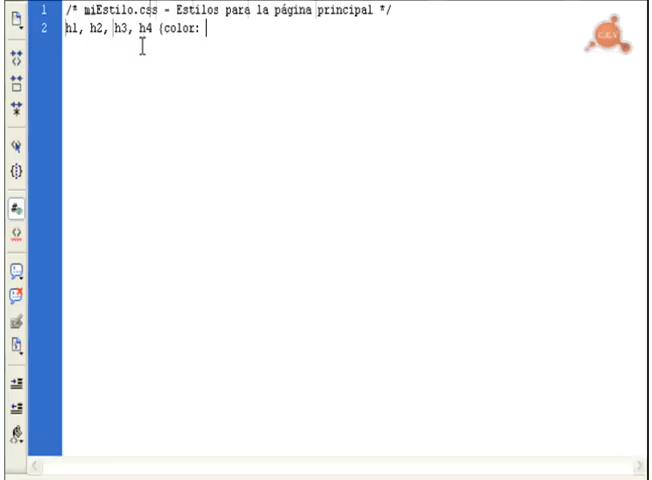 1 /* miEstilo.css - Estilos para la página principal */
2 h1, h2, h3, h4 {color: